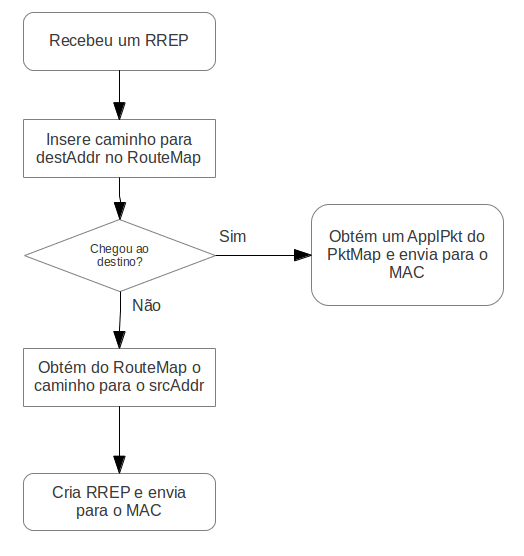 Recebeu um RREP
Insere caminho para
destAddr no RouteMap
Chegou ao
destino?
Sim
Obtém um ApplPkt do
PktMap e envia para o
MAC
Não
Obtém do RouteMap o
caminho para o srcAddr
Cria RREP e envia
para o MAC